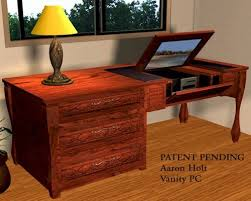 PATENT PENDING
Aaron Holt
Vanity PC